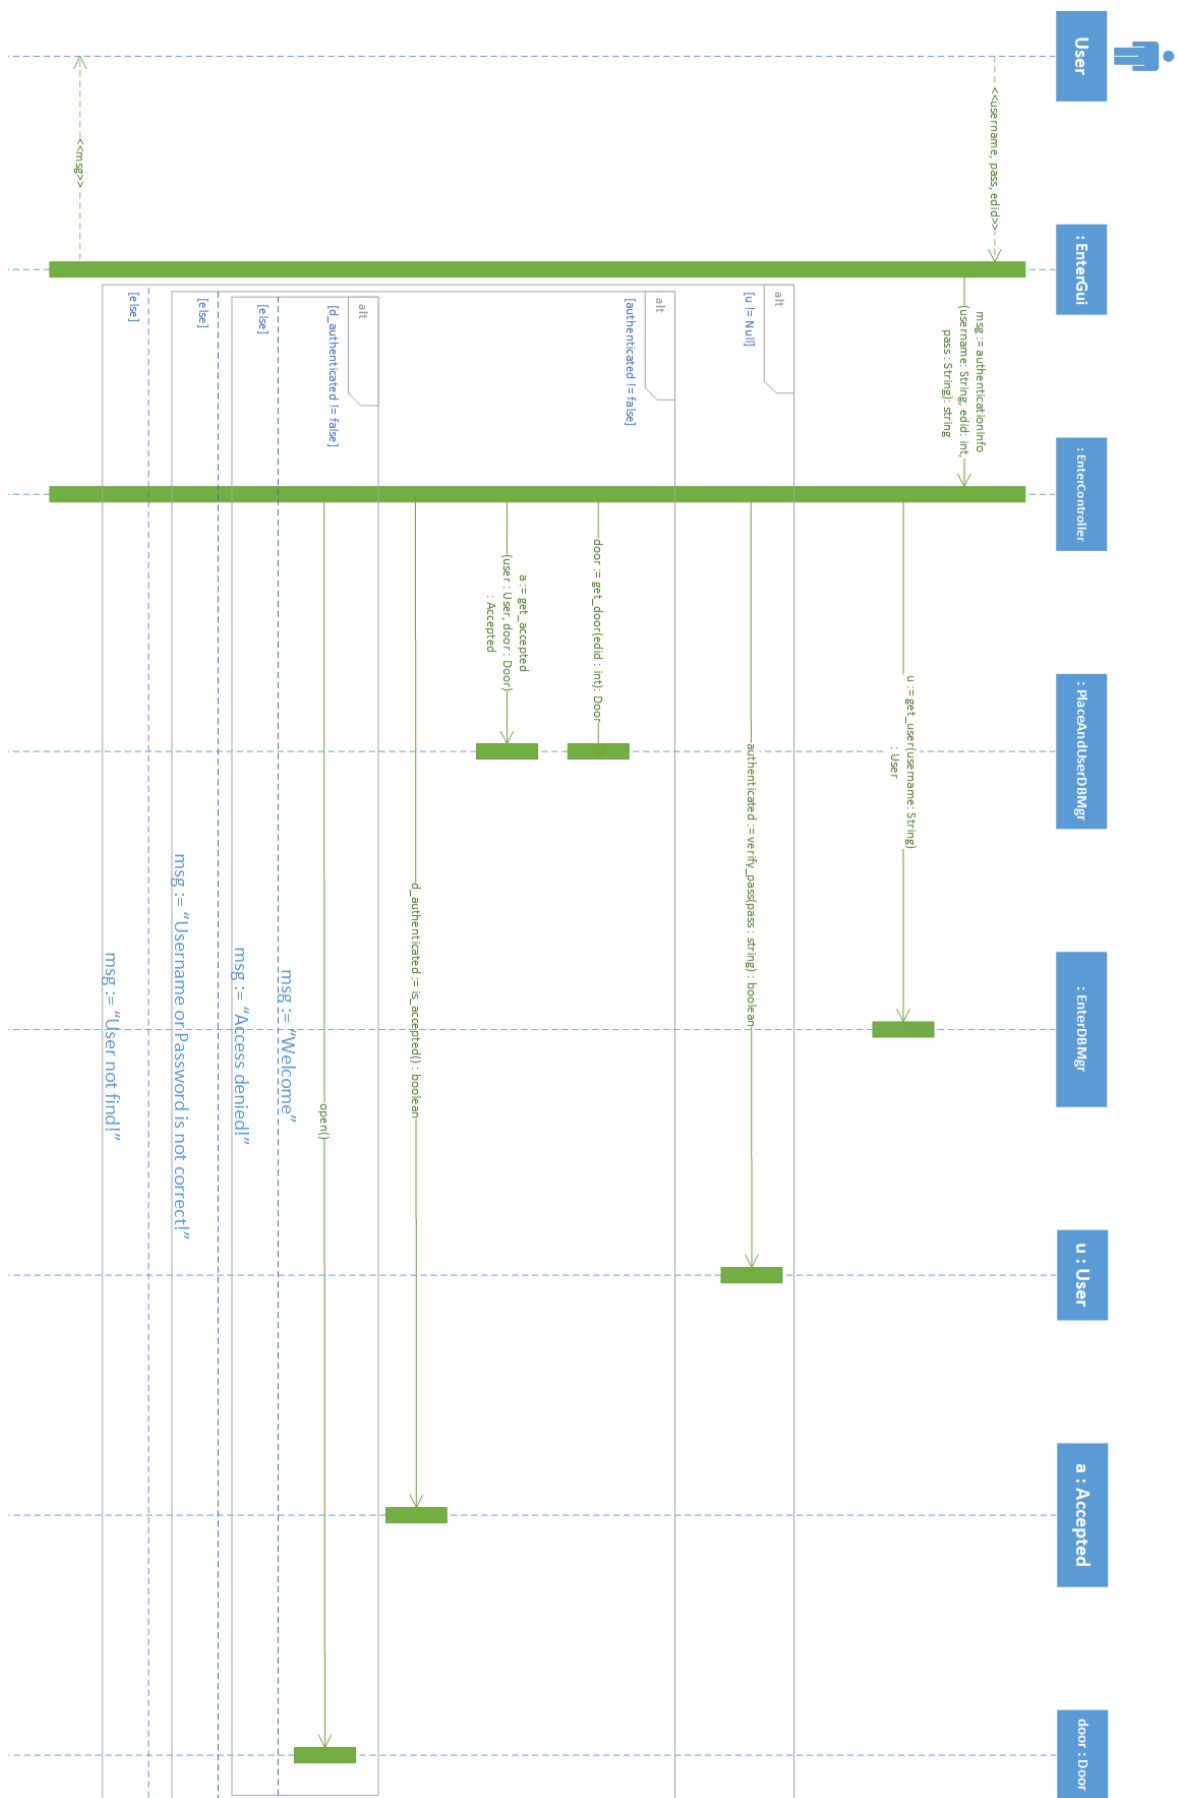 User
: EnterGui
: EnterController
: PlaceAndUserDBMgr
: EnterDBMgr
u : User
a : Accepted
door : Door
<<username, pass, edid>>
msg := authenticationInfo
(username: String, edid: int,
pass : String): string
u := get_user(username: String)
: User
alt
[u != Null]
authenticated := verify_pass(pass : string) : boolean
alt
[authenticated != false]
door := get_door(edid : int): Door
a := get_accepted
(user : User, door : Door)
: Accepted
d_authenticated := is_accepted() : boolean
alt
[d_authenticated != false]
open()
msg := “Welcome”
[else]
msg := “Access denied!”
[else]
msg := “Username or Password is not correct!”
[else]
msg := “User not find!”
<<msg>>